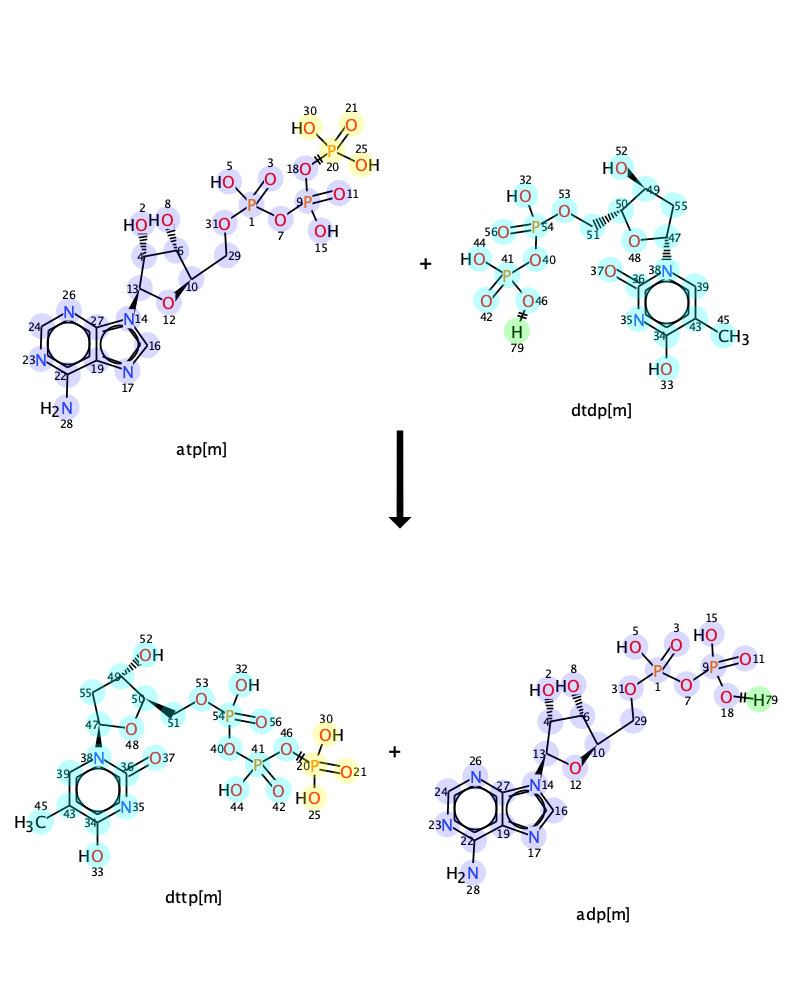 30 21
HO O
5 3 18 O P 20 25 OH
HO O 9 P O 11
31 O P 1 O 7 OH 15
2 8
HO HO
4 6 29
13 10
O 12
26 N 27 N 14
24 16
23 N 19 N 17
22
H2N
28
atp[m]
+
52
HO 49
32 53 50 55
HO O
56 O P 54 51 O 47
44 41 O 40 48
HO P 38 N
37 O 36 39
O O 46
42 35 N 43 45
H 34 CH3
79 HO
33
dtdp[m]
52
49 OH
55 50 53 32
O OH
47 O 51 54 P O 56
48 46 30
38 N 40 O 41 O OH
39 36 O 37 P 20 P O 21
45 43 N 35 HO O HO
H3C 34 44 42 25
HO
33
dttp[m]
+
5 3 15
HO O HO
2 8 31 O P 9 P O 11
HO HO 1 O 7 O H 79
4 6 29 18
13 10
O 12
26 N 27 N 14
24 16
23 N 19 N 17
22
H2N
28
adp[m]